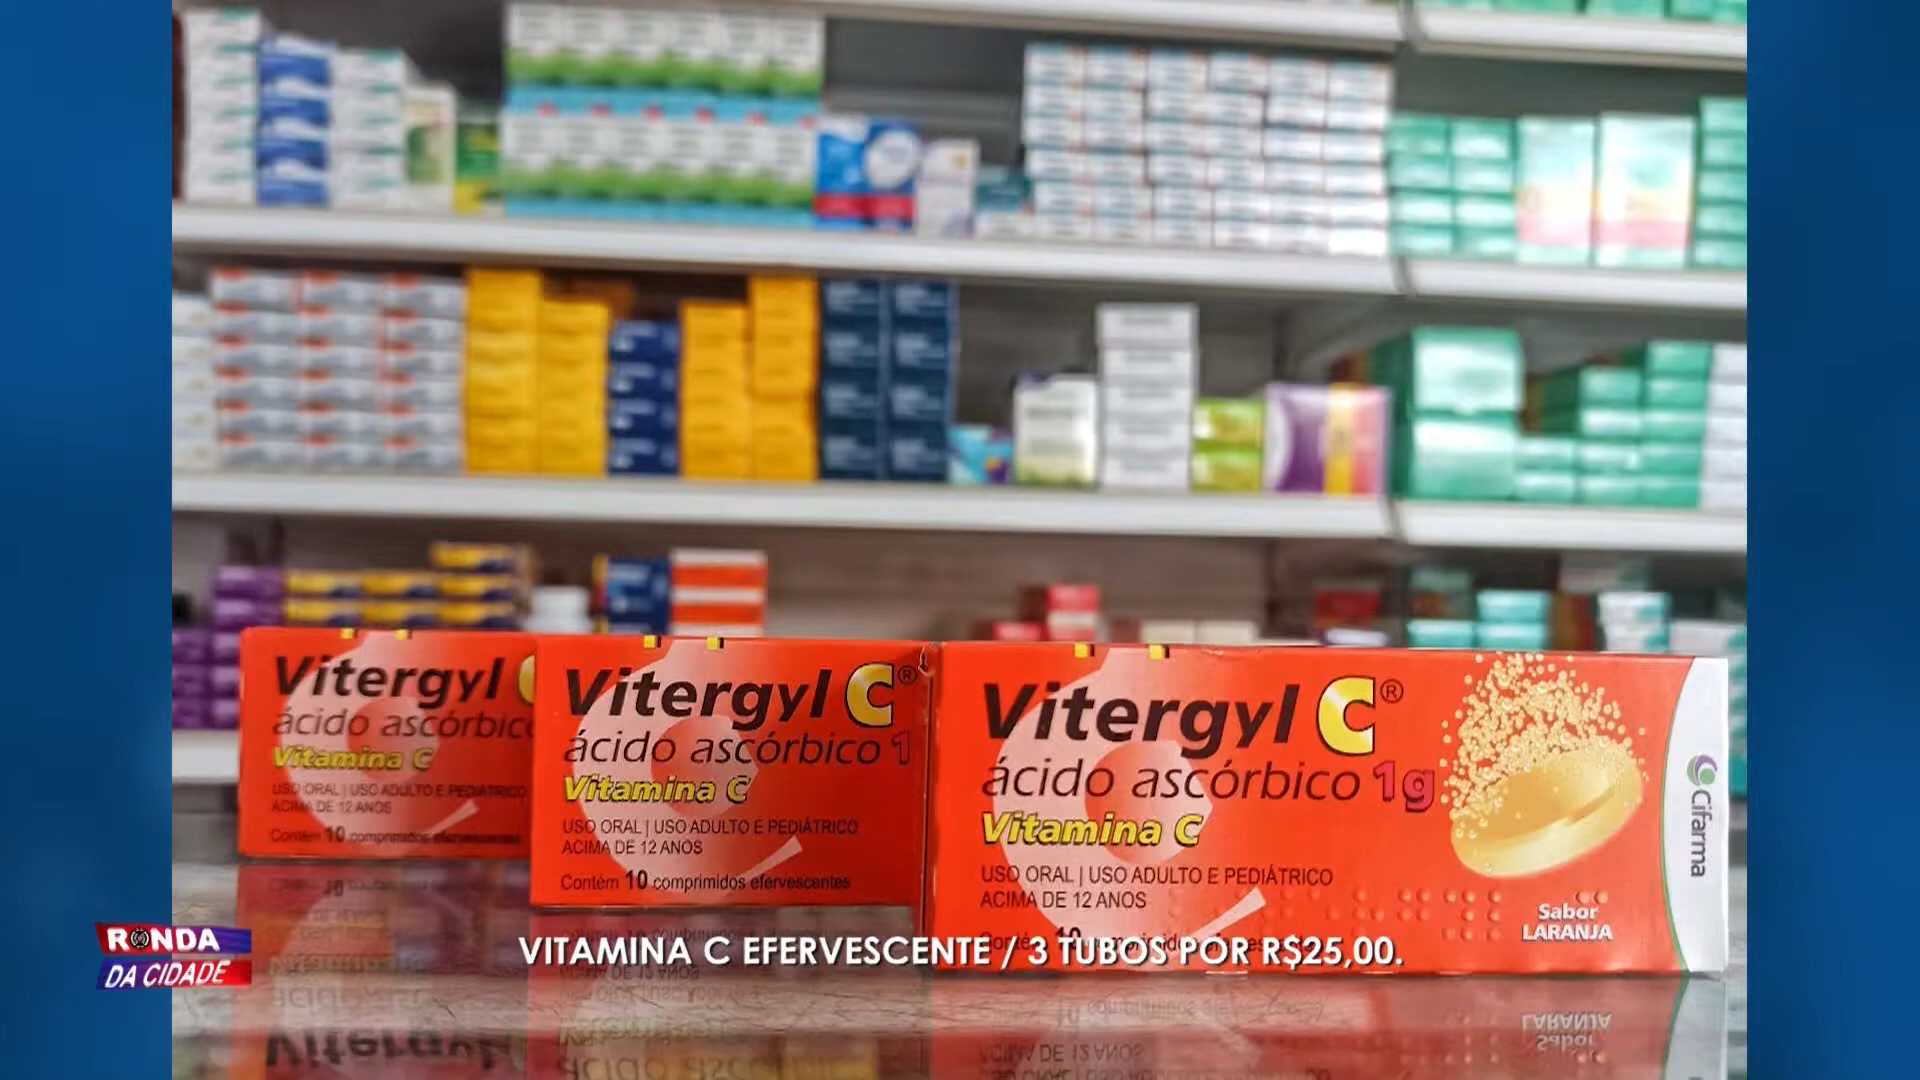 Vitergyl C
ácido ascórbico
Vitamina C
USO ORAL | USO ADULTO E PEDIÁTRICO
ACIMA DE 12 ANOS
Contém 10 comprimidos efervescentes
Vitergyl C®
ácido ascórbico 1
Vitamina C
USO ORAL | USO ADULTO E PEDIÁTRICO
ACIMA DE 12 ANOS
Contém 10 comprimidos efervescentes
Vitergyl C®
ácido ascórbico 1g
Vitamina C
USO ORAL | USO ADULTO E PEDIÁTRICO
ACIMA DE 12 ANOS
Sabor
LARANJA
Cifarma
RONDA
DA CIDADE
VITAMINA C EFERVESCENTE / 3 TUBOS POR R$25,00.